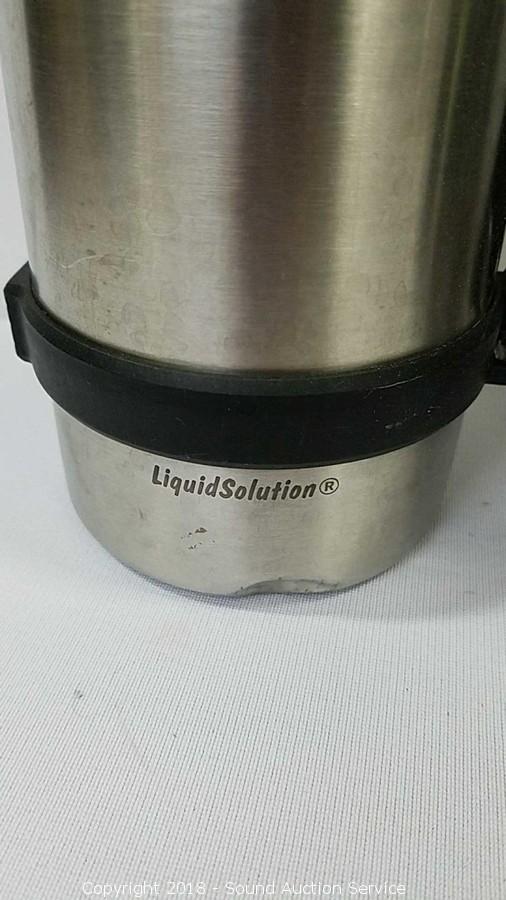 LiquidSolution®
Copyright 2018 - Sound Auction Service